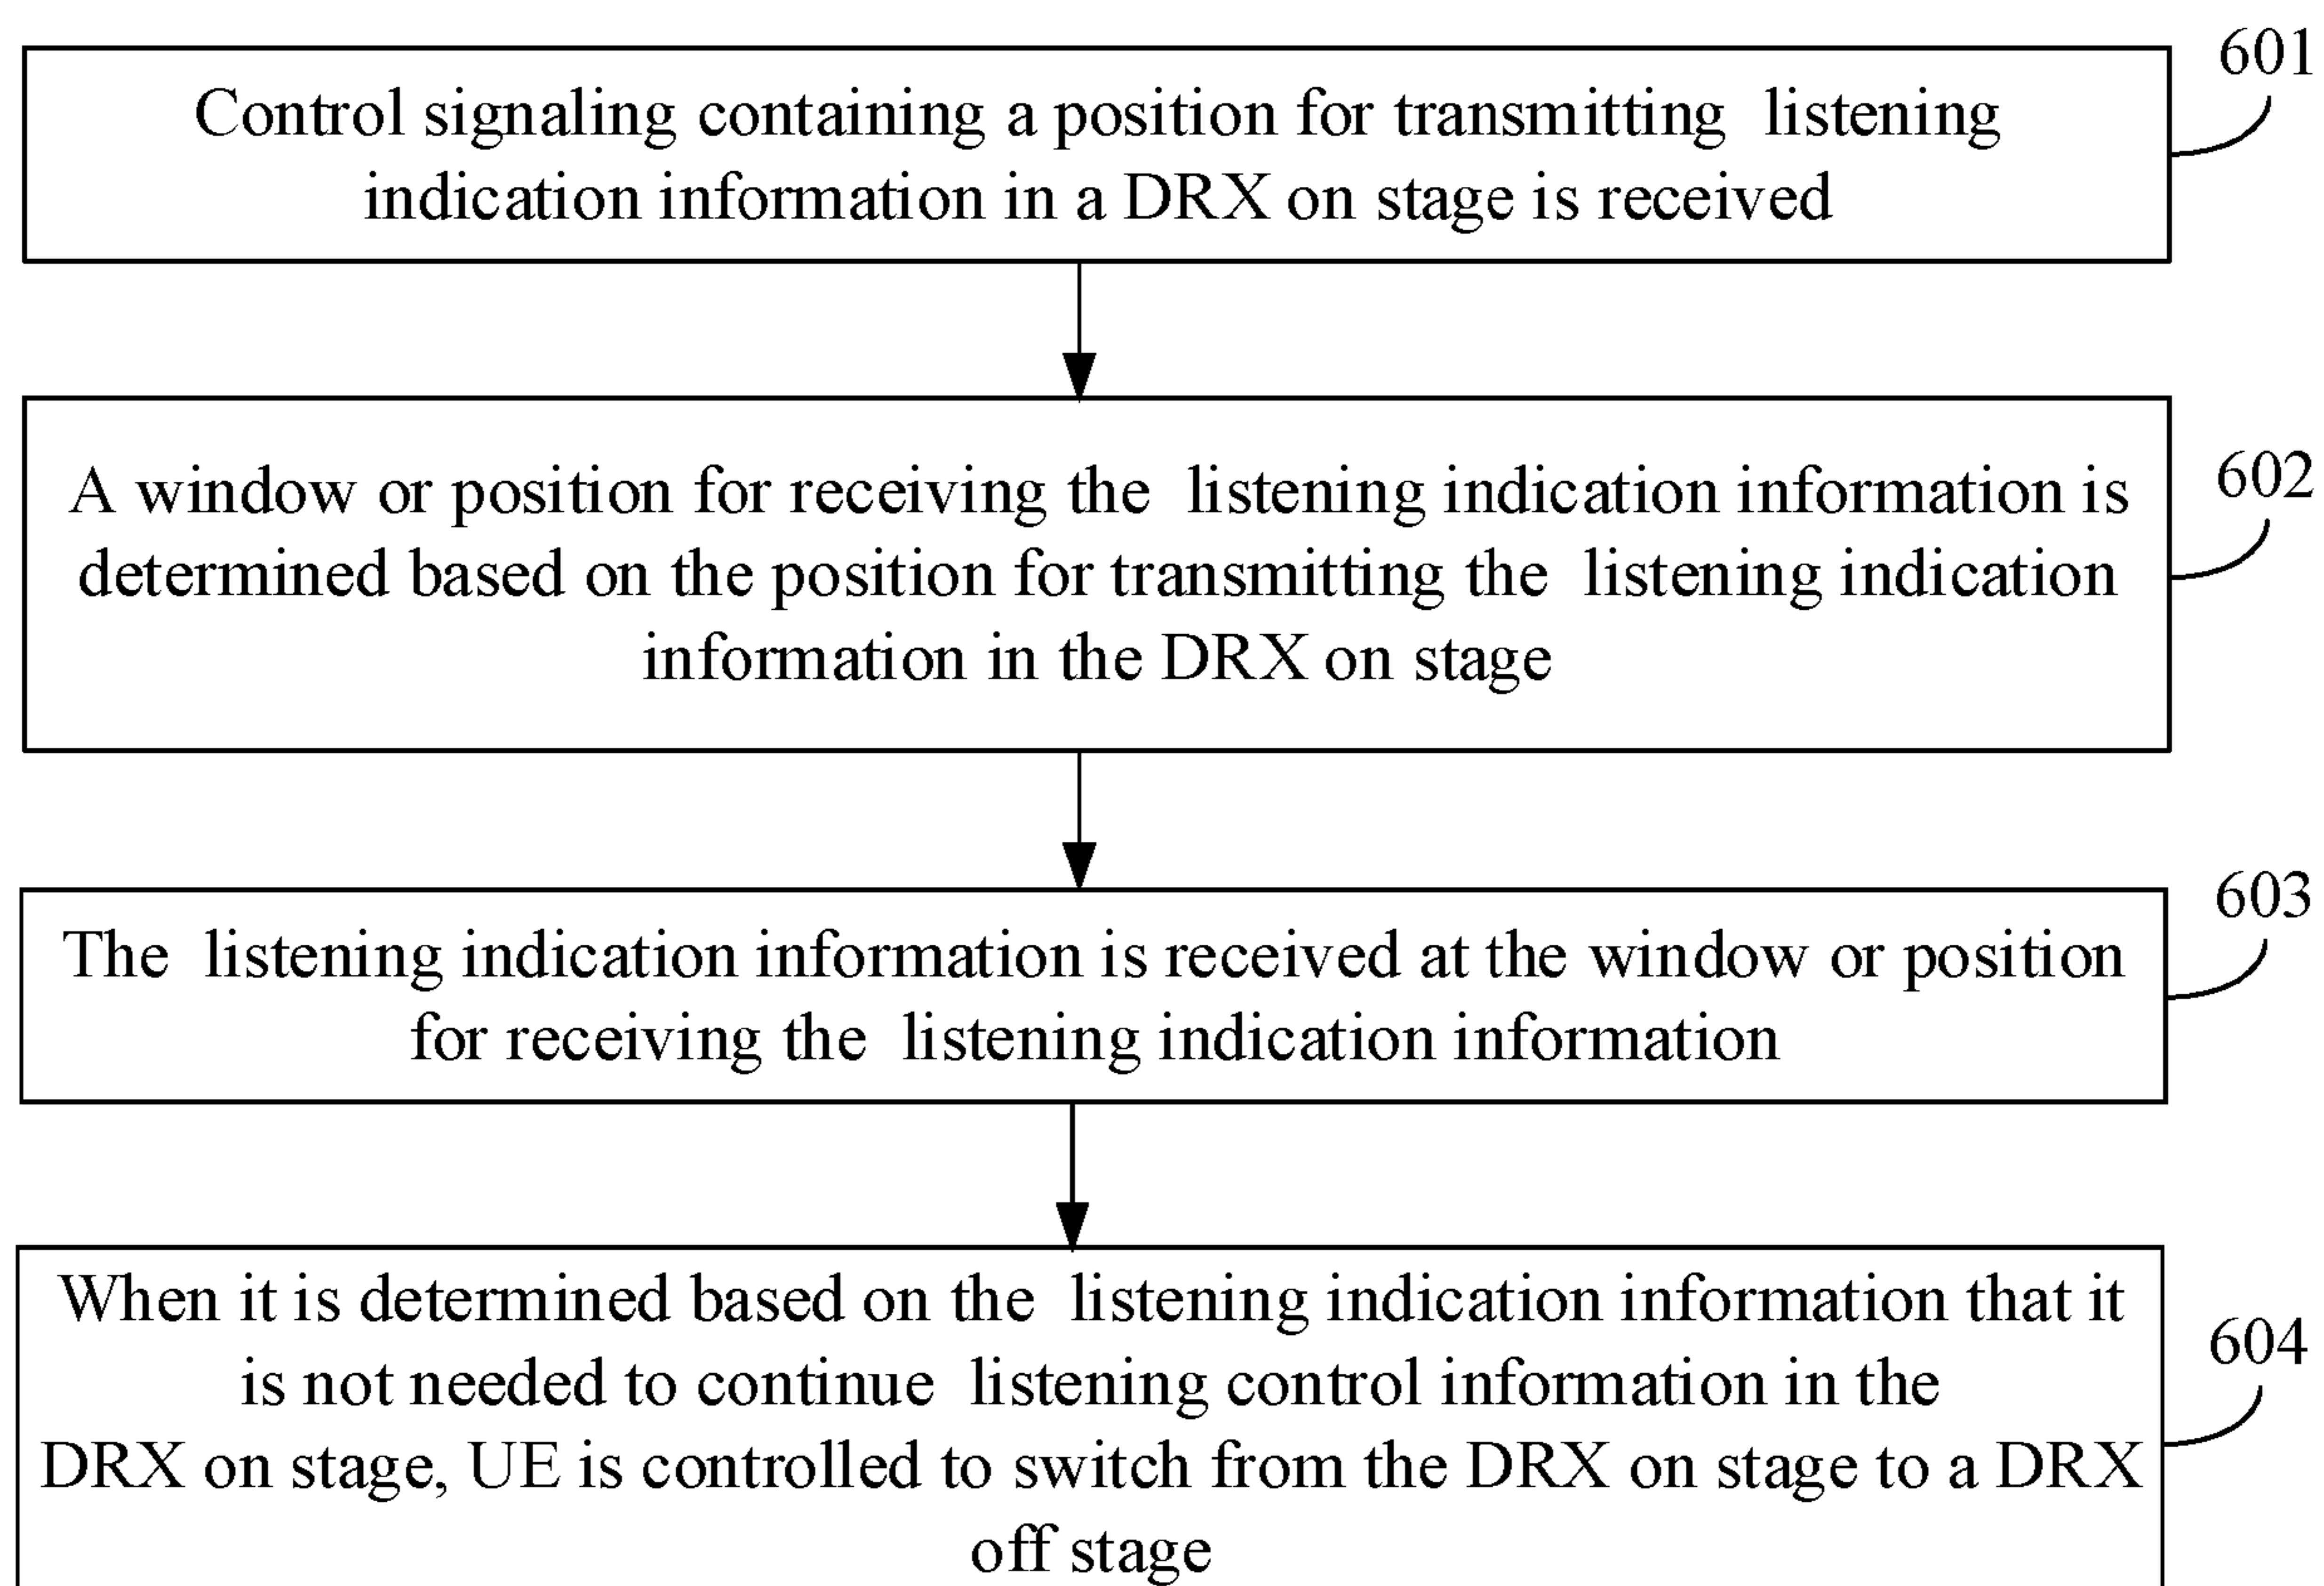 601
Control signaling containing a position for transmitting listening
indication information in a DRX on stage is received
602
A window or position for receiving the listening indication information is
determined based on the position for transmitting the listening indication
information in the DRX on stage
603
The listening indication information is received at the window or position
for receiving the listening indication information
604
When it is determined based on the listening indication information that it
is not needed to continue listening control information in the
DRX on stage, UE is controlled to switch from the DRX on stage to a DRX
off stage